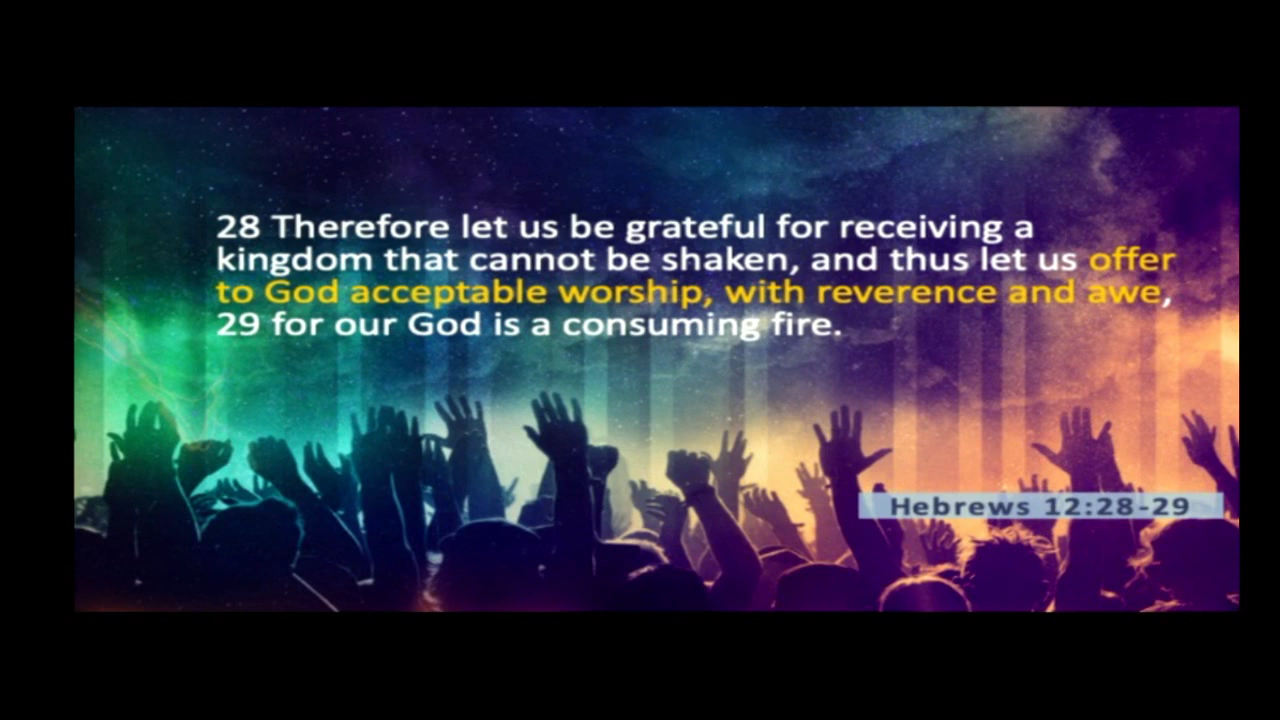 28 Therefore let us be grateful for receiving a
kingdom that cannot be shaken, and thus let us offer
to God acceptable worship, with reverence and awe,
29 for our God is a consuming fire.
Hebrews 12:28-29